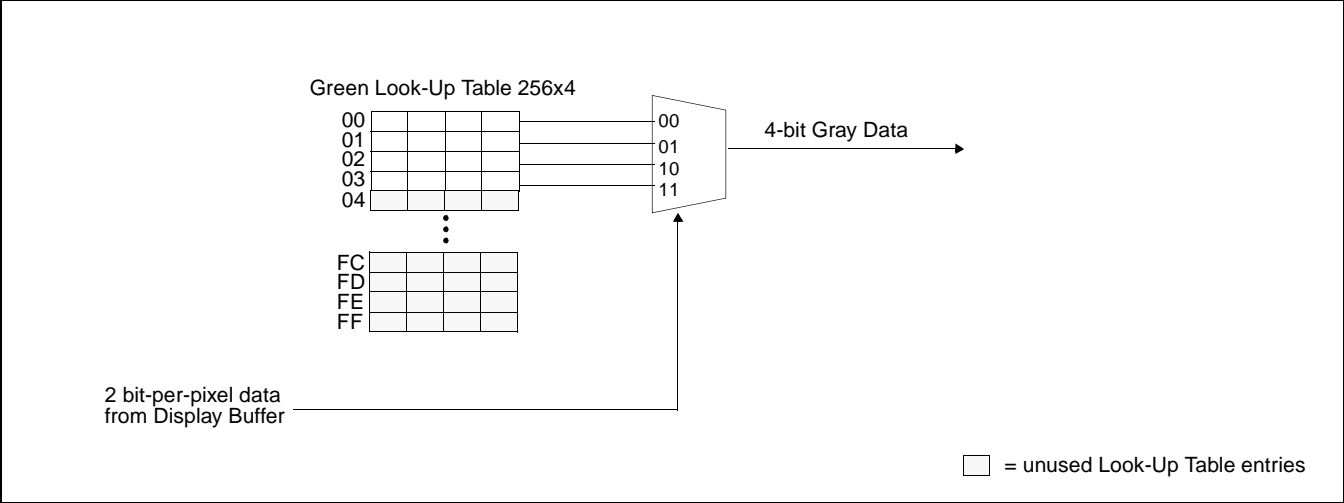 Green Look-Up Table 256x4
00
01
02
03
04
FC
FD
FE
FF
00
01
10
11
4-bit Gray Data
2 bit-per-pixel data
from Display Buffer
= unused Look-Up Table entries